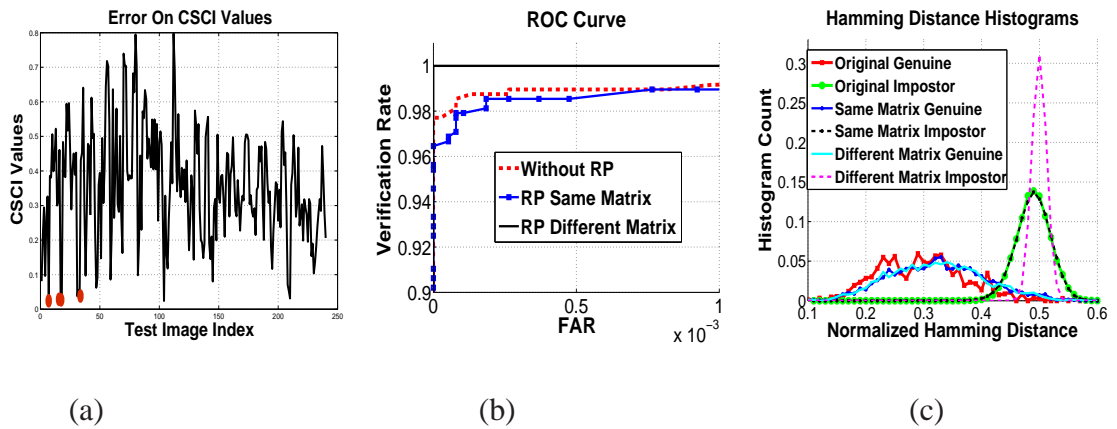 Error On CSCI Values
CSCI Values
0.8
0.7
0.6
0.5
0.4
0.3
0.2
0.1
0
0 50 100 150 200 250
Test Image Index
(a)
ROC Curve
Verification Rate
1
0.98
0.96
0.94
0.92
0.9
Without RP
RP Same Matrix
RP Different Matrix
0 0.5 1
FAR
x 10⁻³
(b)
Hamming Distance Histograms
Histogram Count
0.3
0.25
0.20
0.15
0.1
0.05
0
Original Genuine
Original Impostor
Same Matrix Genuine
Same Matrix Impostor
Different Matrix Genuine
Different Matrix Impostor
0.1 0.2 0.3 0.4 0.5 0.6
Normalized Hamming Distance
(c)